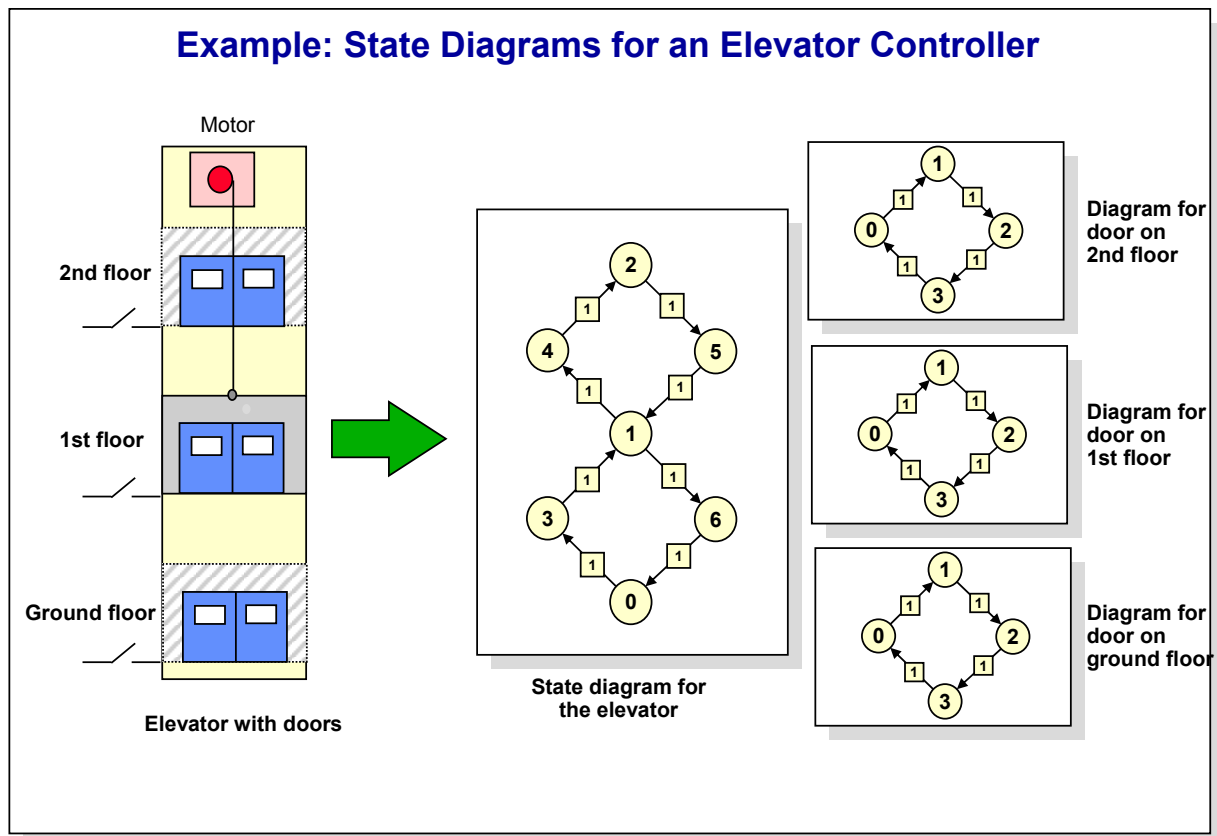 Example: State Diagrams for an Elevator Controller
Motor
2nd floor
1st floor
Ground floor
Elevator with doors
2
1
1
4
5
1
1
1
1
1
3
6
1
1
0
State diagram for
the elevator
1
1
1
0
2
1
1
3
Diagram for
door on
2nd floor
1
1
1
0
2
1
1
3
Diagram for
door on
1st floor
1
1
1
0
2
1
1
3
Diagram for
door on
ground floor